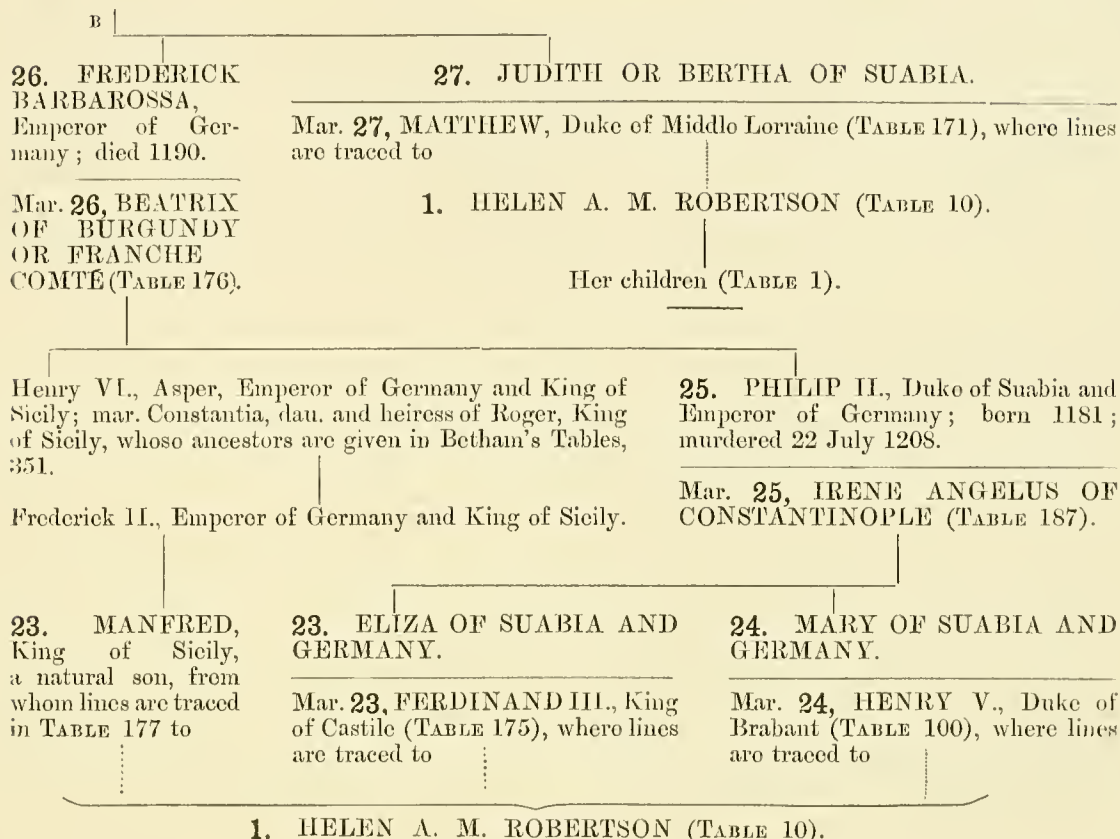 B
26. FREDERICK
BARBAROSSA,
Emperor of Ger-
many; died 1190.
Mar. 26, BEATRIX
OF BURGUNDY
OR FRANCHE
COMTÉ (TABLE 176).
27. JUDITH OR BERTHA OF SUABIA.
Mar. 27, MATTHEW, Duke of Middle Lorraine (TABLE 171), where lines
are traced to
1. HELEN A. M. ROBERTSON (TABLE 10).
Her children (TABLE 1).
Henry VI., Asper, Emperor of Germany and King of
Sicily; mar. Constantia, dau. and heiress of Roger, King
of Sicily, whose ancestors are given in Betham's Tables,
351.
Frederick II., Emperor of Germany and King of Sicily.
25. PHILIP II., Duke of Suabia and
Emperor of Germany; born 1181;
murdered 22 July 1208.
Mar. 25, IRENE ANGELUS OF
CONSTANTINOPLE (TABLE 187).
23. MANFRED,
King of Sicily,
a natural son, from
whom lines are traced
in TABLE 177 to
23. ELIZA OF SUABIA AND
GERMANY.
Mar. 23, FERDINAND III., King
of Castile (TABLE 175), where lines
are traced to
24. MARY OF SUABIA AND
GERMANY.
Mar. 24, HENRY V., Duke of
Brabant (TABLE 100), where lines
are traced to
1. HELEN A. M. ROBERTSON (TABLE 10).